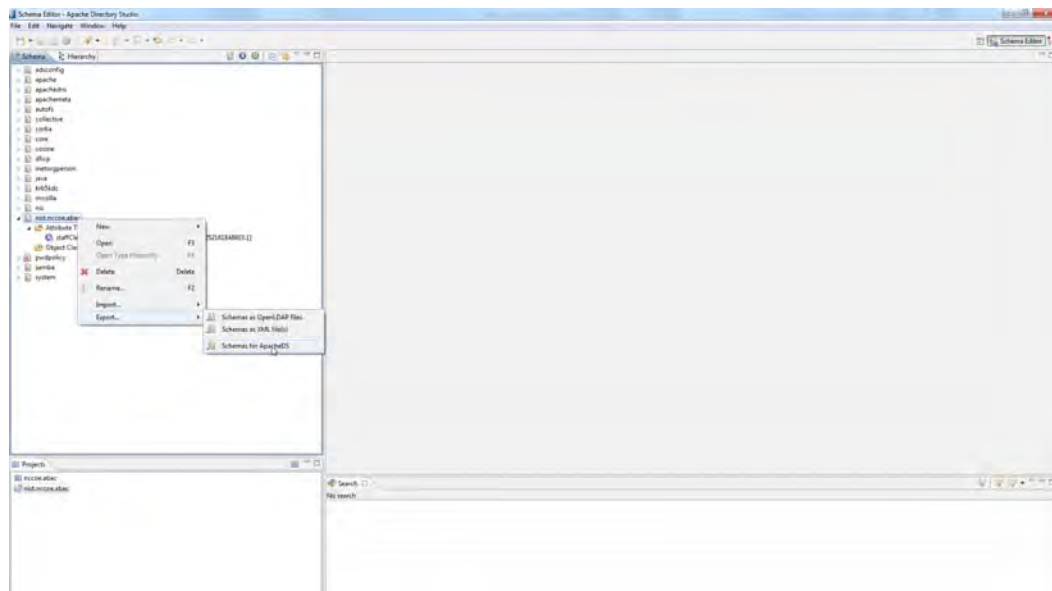 Schema Editor - Apache Directory Studio
File Edit Navigate Window Help
Schema Editor
Schema Hierarchy
adsconfig
apache
apachedns
apachemeta
autofs
collective
corba
core
cosine
dhcp
inetorgperson
java
krb5kdc
mozilla
nis
nist.nccoe.abac
Attribute T
staffCle
Object Cla
pwdpolicy
samba
system
New
Open F3
Open Type Hierarchy F4
Delete Delete
Rename... F2
Import...
Export...
Schemas as OpenLDAP files
Schemas as XML file(s)
Schemas for ApacheDS
Projects
nccoe.abac
nist.nccoe.abac
Search
No search